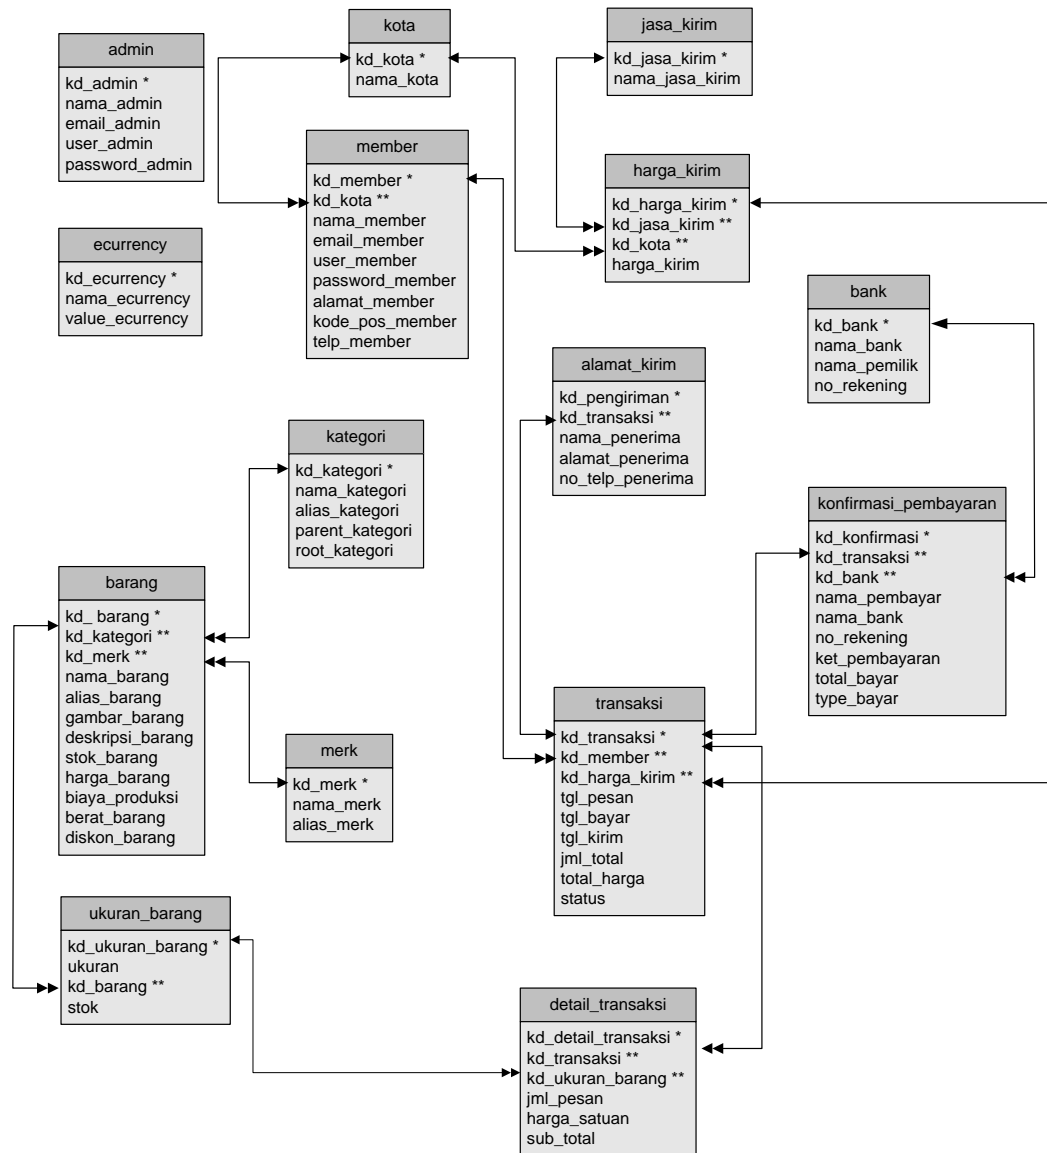 admin
kd_admin *
nama_admin
email_admin
user_admin
password_admin
kota
kd_kota *
nama_kota
jasa_kirim
kd_jasa_kirim *
nama_jasa_kirim
member
kd_member *
kd_kota **
nama_member
email_member
user_member
password_member
alamat_member
kode_pos_member
telp_member
harga_kirim
kd_harga_kirim *
kd_jasa_kirim **
kd_kota **
harga_kirim
ecurrency
kd_ecurrency *
nama_ecurrency
value_ecurrency
bank
kd_bank *
nama_bank
nama_pemilik
no_rekening
alamat_kirim
kd_pengiriman *
kd_transaksi **
nama_penerima
alamat_penerima
no_telp_penerima
kategori
kd_kategori *
nama_kategori
alias_kategori
parent_kategori
root_kategori
konfirmasi_pembayaran
kd_konfirmasi *
kd_transaksi **
kd_bank **
nama_pembayar
nama_bank
no_rekening
ket_pembayaran
total_bayar
type_bayar
barang
kd_ barang *
kd_kategori **
kd_merk **
nama_barang
alias_barang
gambar_barang
deskripsi_barang
stok_barang
harga_barang
biaya_produksi
berat_barang
diskon_barang
merk
kd_merk *
nama_merk
alias_merk
transaksi
kd_transaksi *
kd_member **
kd_harga_kirim **
tgl_pesan
tgl_bayar
tgl_kirim
jml_total
total_harga
status
ukuran_barang
kd_ukuran_barang *
ukuran
kd_barang **
stok
detail_transaksi
kd_detail_transaksi *
kd_transaksi **
kd_ukuran_barang **
jml_pesan
harga_satuan
sub_total